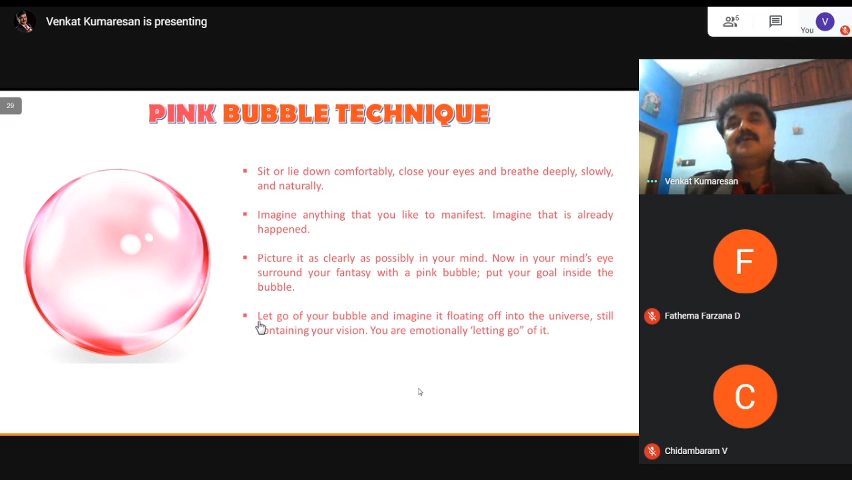 Venkat Kumaresan is presenting
5
You
V
29
PINK BUBBLE TECHNIQUE
Sit or lie down comfortably, close your eyes and breathe deeply, slowly,
and naturally.
Imagine anything that you like to manifest. Imagine that is already
happened.
Picture it as clearly as possibly in your mind. Now in your mind's eye
surround your fantasy with a pink bubble; put your goal inside the
bubble.
Let go of your bubble and imagine it floating off into the universe, still
containing your vision. You are emotionally ‘letting go” of it.
Venkat Kumaresan
F
Fathema Farzana D
C
Chidambaram V